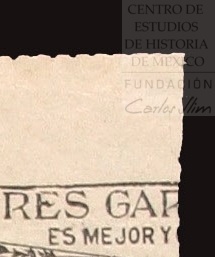 CENTRO DE
ESTUDIOS
DE HISTORIA
DE MÉXICO
FUNDACIÓN
Carlos Slim
RES GAR
ES MEJOR Y